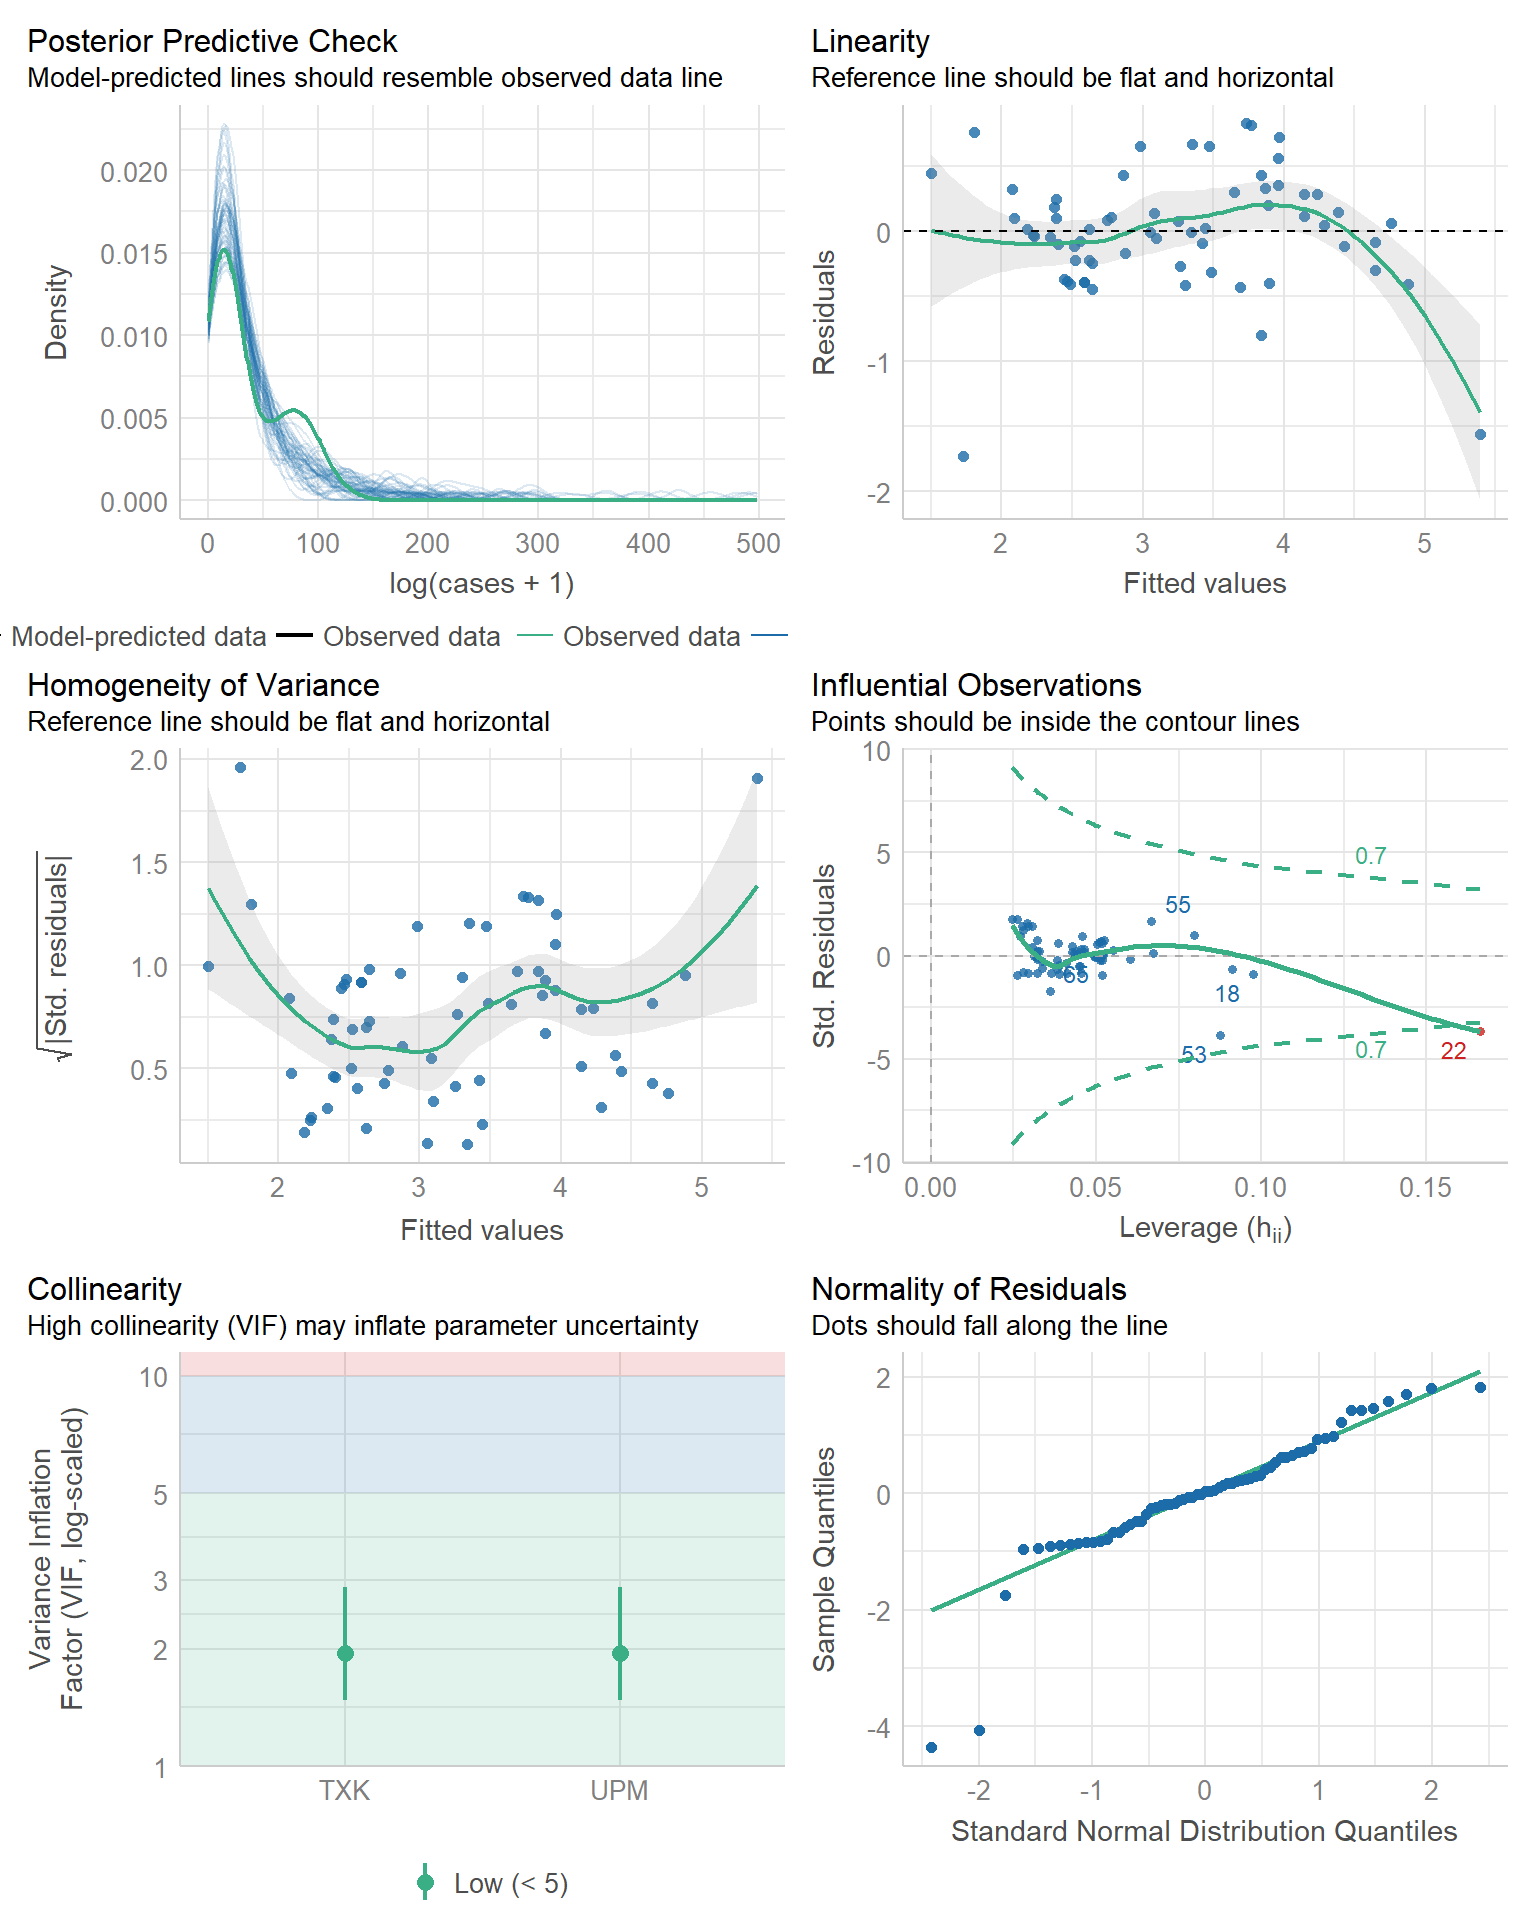 Posterior Predictive Check
Model-predicted lines should resemble observed data line
0.020
0.015
0.010
0.005
0.000
Density
0 100 200 300 400 500
log(cases + 1)
Model-predicted data Observed data Observed data
Linearity
Reference line should be flat and horizontal
0
-1
-2
Residuals
2 3 4 5
Fitted values
Homogeneity of Variance
Reference line should be flat and horizontal
2.0
1.5
1.0
0.5
√|Std. residuals|
2 3 4 5
Fitted values
Influential Observations
Points should be inside the contour lines
10
5
0
-5
-10
Std. Residuals
0.7
55
18
53
0.7
22
0.00 0.05 0.10 0.15
Leverage (hii)
Collinearity
High collinearity (VIF) may inflate parameter uncertainty
10
5
3
2
1
Variance Inflation
Factor (VIF, log-scaled)
TXK UPM
Low (< 5)
Normality of Residuals
Dots should fall along the line
2
0
-2
-4
Sample Quantiles
-2 -1 0 1 2
Standard Normal Distribution Quantiles